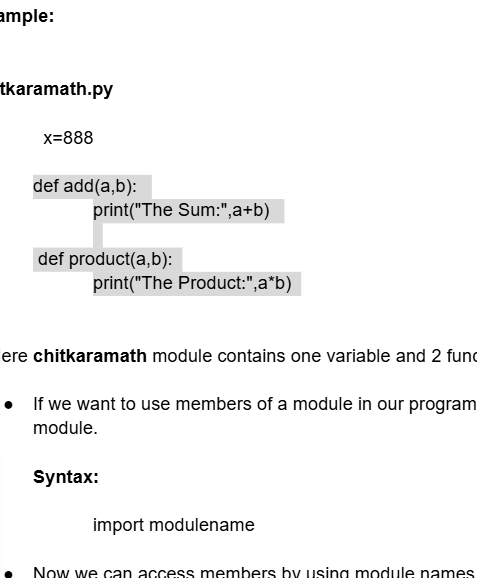 ample:
tkaramath.py
x=888
def add(a,b):
print("The Sum:",a+b)
def product(a,b):
print("The Product:",a*b)
ere chitkaramath module contains one variable and 2 func
● If we want to use members of a module in our program
module.
Syntax:
import modulename
● Now we can access members by using module names